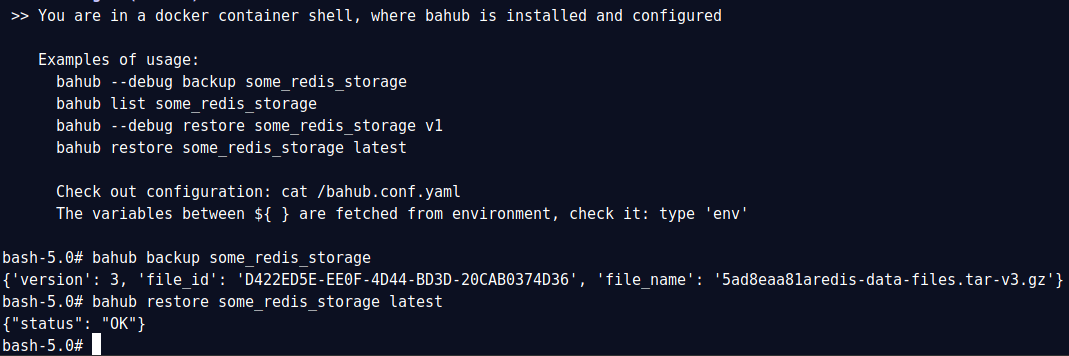 >> You are in a docker container shell, where bahub is installed and configured
Examples of usage:
bahub --debug backup some_redis_storage
bahub list some_redis_storage
bahub --debug restore some_redis_storage v1
bahub restore some_redis_storage latest
Check out configuration: cat /bahub.conf.yaml
The variables between ${ } are fetched from environment, check it: type 'env'
bash-5.0# bahub backup some_redis_storage
{'version': 3, 'file_id': 'D422ED5E-EE0F-4D44-BD3D-20CAB0374D36', 'file_name': '5ad8eaa81aredis-data-files.tar-v3.gz'}
bash-5.0# bahub restore some_redis_storage latest
{"status": "OK"}
bash-5.0#